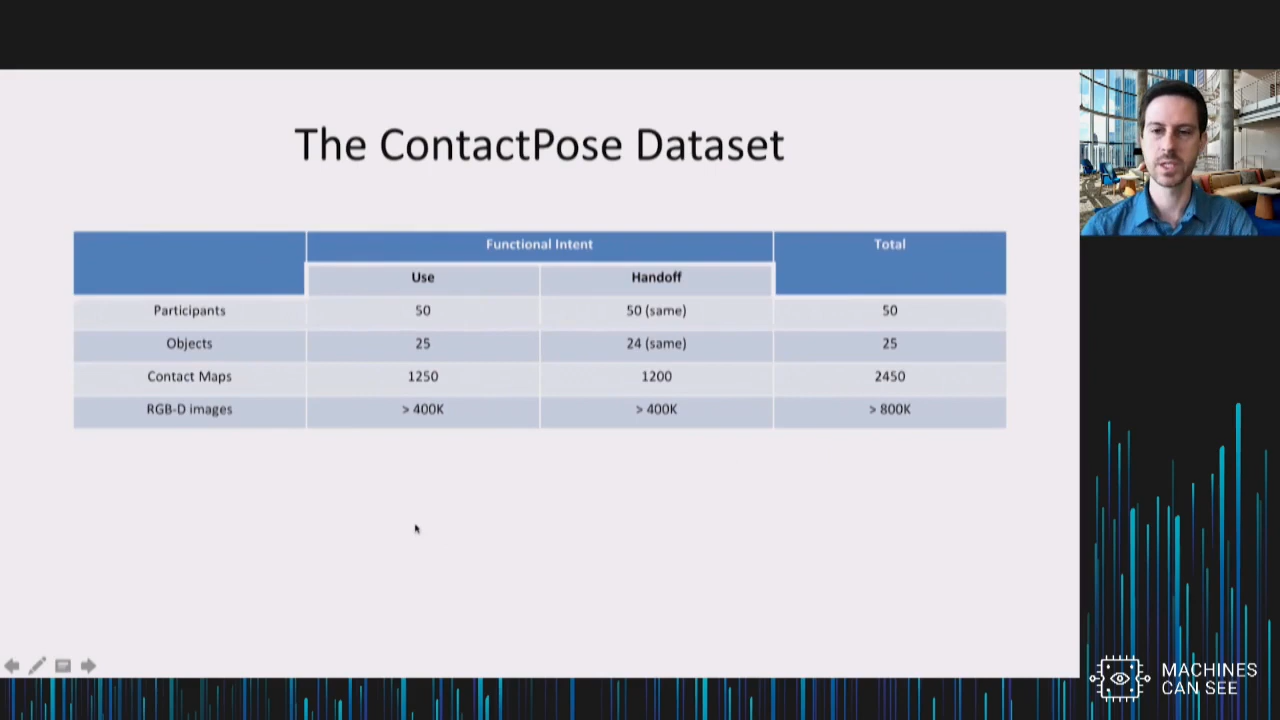 The ContactPose Dataset
Functional Intent Total
Use Handoff
Participants 50 50 (same) 50
Objects 25 24 (same) 25
Contact Maps 1250 1200 2450
RGB-D images > 400K > 400K > 800K
MACHINES
CAN SEE